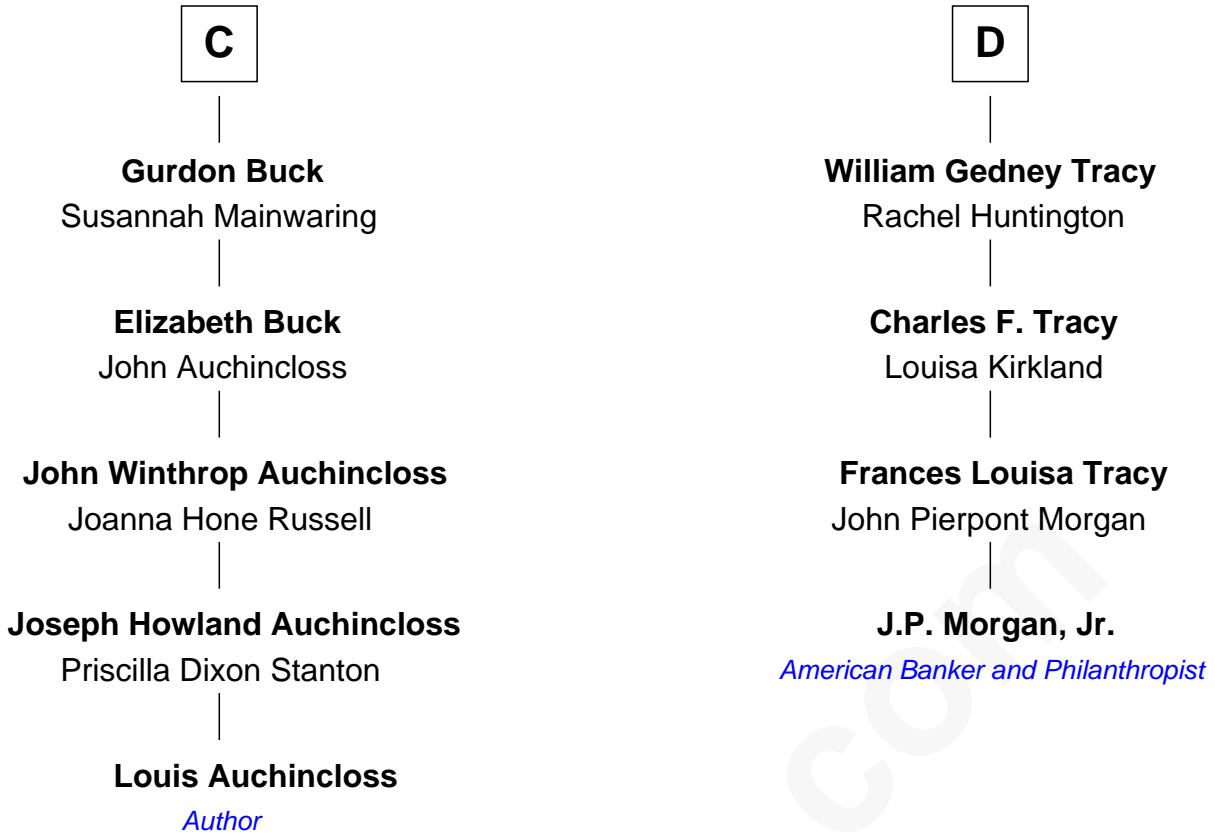 C
Gurdon Buck
Susannah Mainwaring
Elizabeth Buck
John Auchincloss
John Winthrop Auchincloss
Joanna Hone Russell
Joseph Howland Auchincloss
Priscilla Dixon Stanton
Louis Auchincloss
Author
D
William Gedney Tracy
Rachel Huntington
Charles F. Tracy
Louisa Kirkland
Frances Louisa Tracy
John Pierpont Morgan
J.P. Morgan, Jr.
American Banker and Philanthropist
com